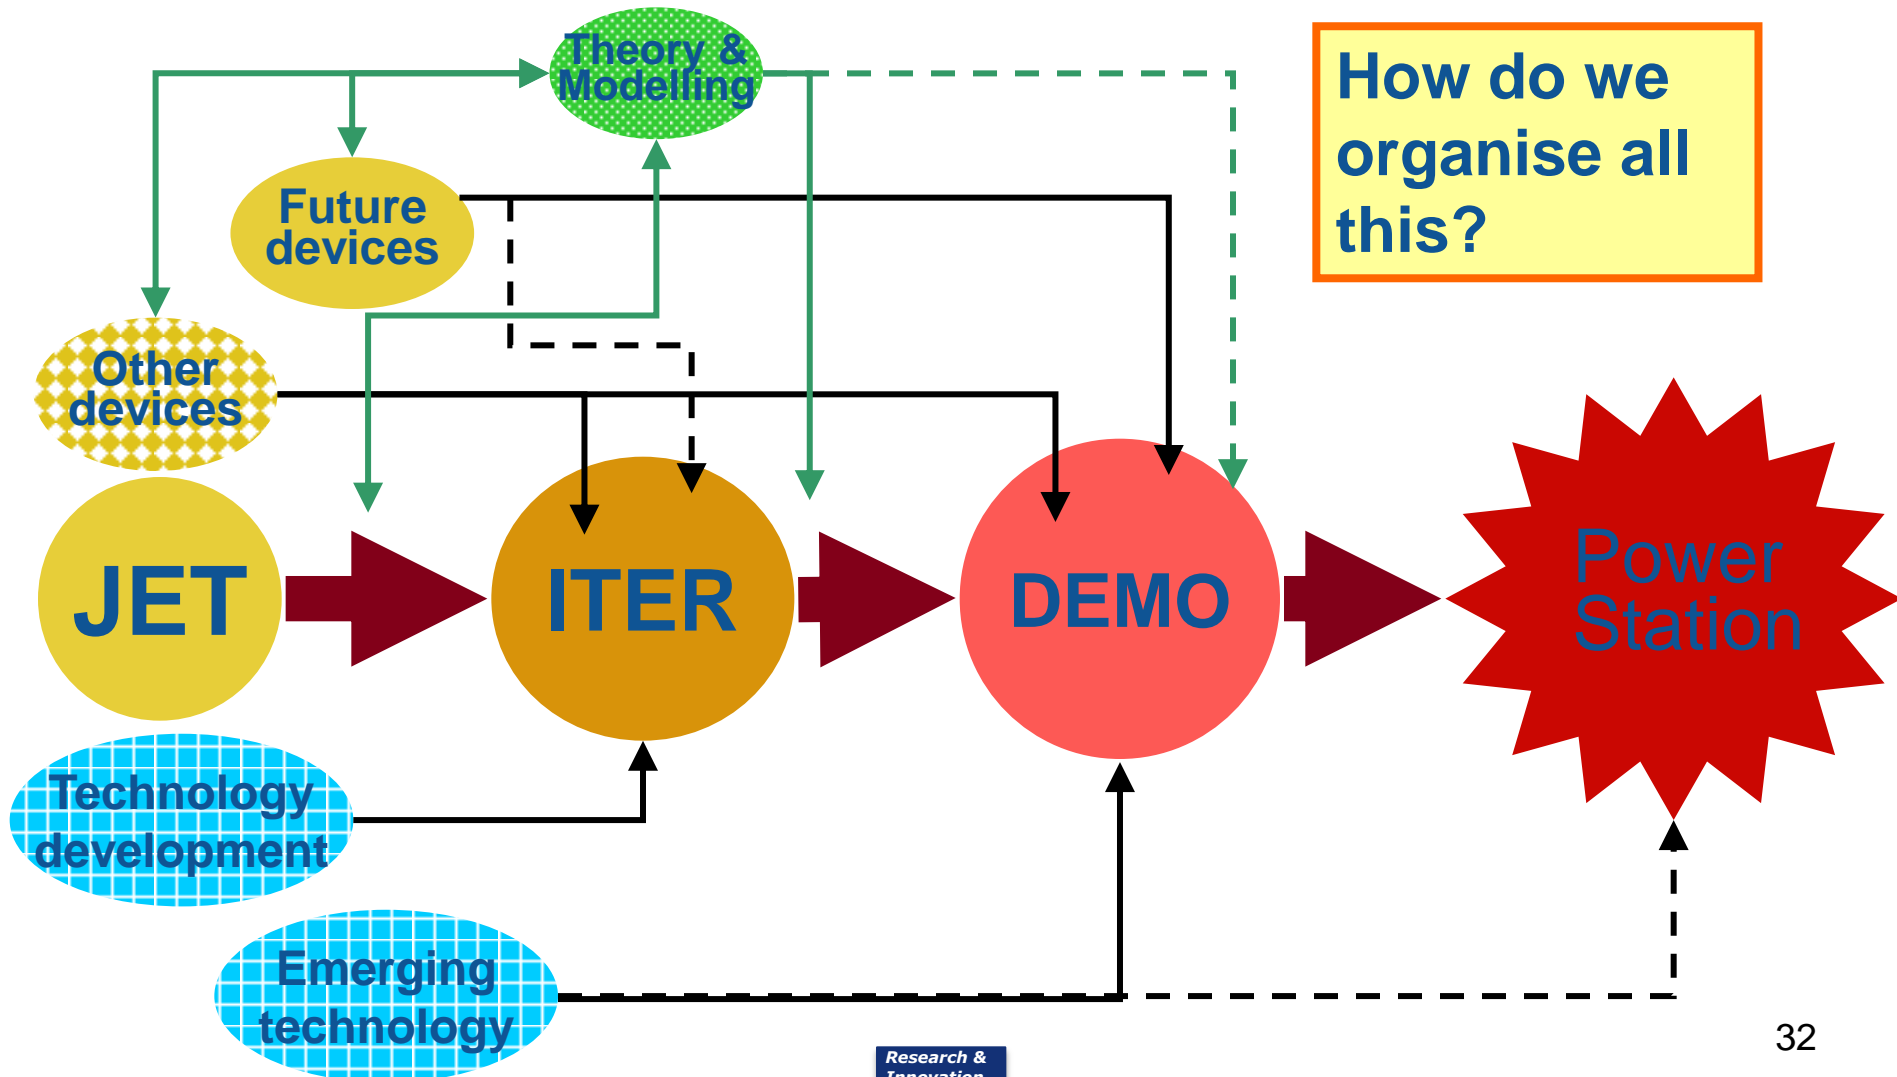 Theory &
Modelling
How do we
organise all
this?
Future
devices
Other
devices
JET
ITER
DEMO
Power
Station
Technology
development
Emerging
technology
32
Research &
Innovation